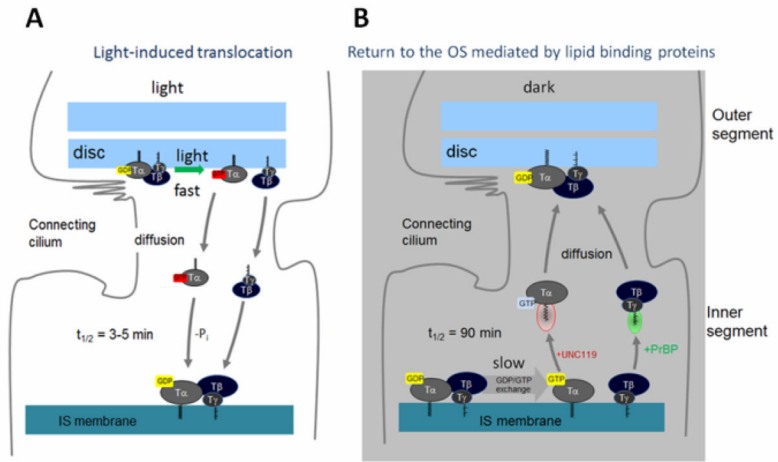 A
Light-induced translocation
light
disc
GDP
Tα
Tγ
Tβ
light
fast
Tα
Tγ
Tβ
Connecting
cilium
diffusion
Tα
Tγ
Tβ
t1/2 = 3-5 min
-Pi
GDP
Tα
Tβ
Tγ
IS membrane
B
Return to the OS mediated by lipid binding proteins
dark
Outer
segment
disc
GDP
Tα
Tγ
Tβ
Connecting
cilium
diffusion
Tα
GTP
Tβ
Tγ
Inner
segment
t1/2 = 90 min
+UNC119
+PrBP
slow
GDP/GTP
exchange
GDP
Tα
Tβ
Tγ
GTP
Tα
Tβ
Tγ
IS membrane